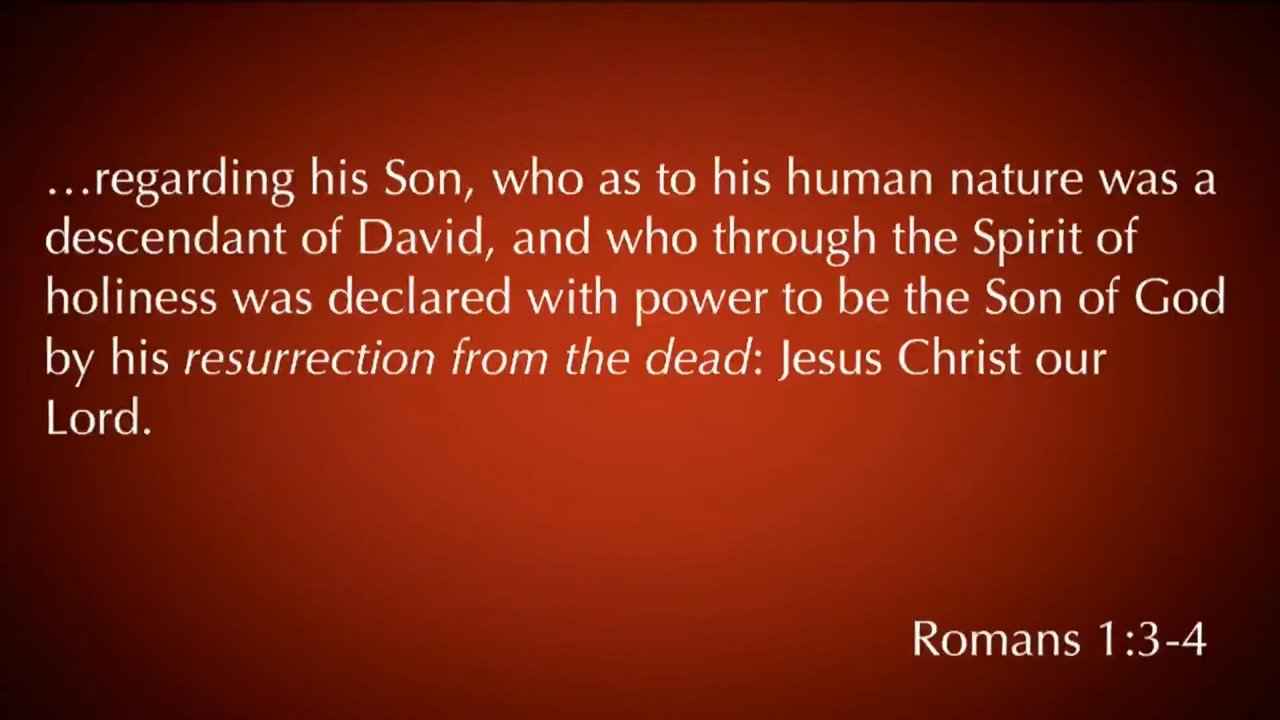 …regarding his Son, who as to his human nature was a
descendant of David, and who through the Spirit of
holiness was declared with power to be the Son of God
by his resurrection from the dead: Jesus Christ our
Lord.
Romans 1:3-4